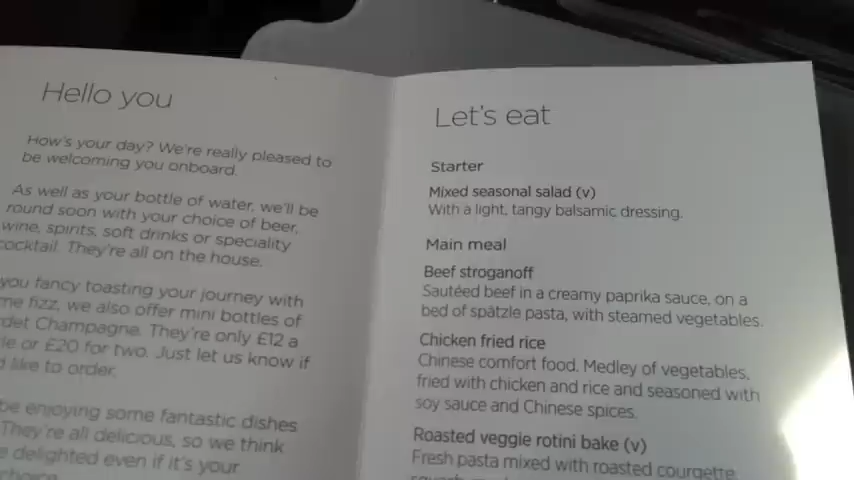 Hello you
How's your day? We're really pleased to
be welcoming you onboard.
As well as your bottle of water, we'll be
round soon with your choice of beer,
wine, spirits, soft drinks or speciality
cocktail. They're all on the house.
you fancy toasting your journey with
fizz, we also offer mini bottles of
Champagne. They're only £12 a
or £20 for two. Just let us know if
like to order.
be enjoying some fantastic dishes
They're all delicious, so we think
delighted even if it's your
choice.
Let's eat
Starter
Mixed seasonal salad (v)
With a light, tangy balsamic dressing.
Main meal
Beef stroganoff
Sautéed beef in a creamy paprika sauce, on a
bed of spätzle pasta, with steamed vegetables.
Chicken fried rice
Chinese comfort food. Medley of vegetables,
fried with chicken and rice and seasoned with
soy sauce and Chinese spices.
Roasted veggie rotini bake (v)
Fresh pasta mixed with roasted courgette,